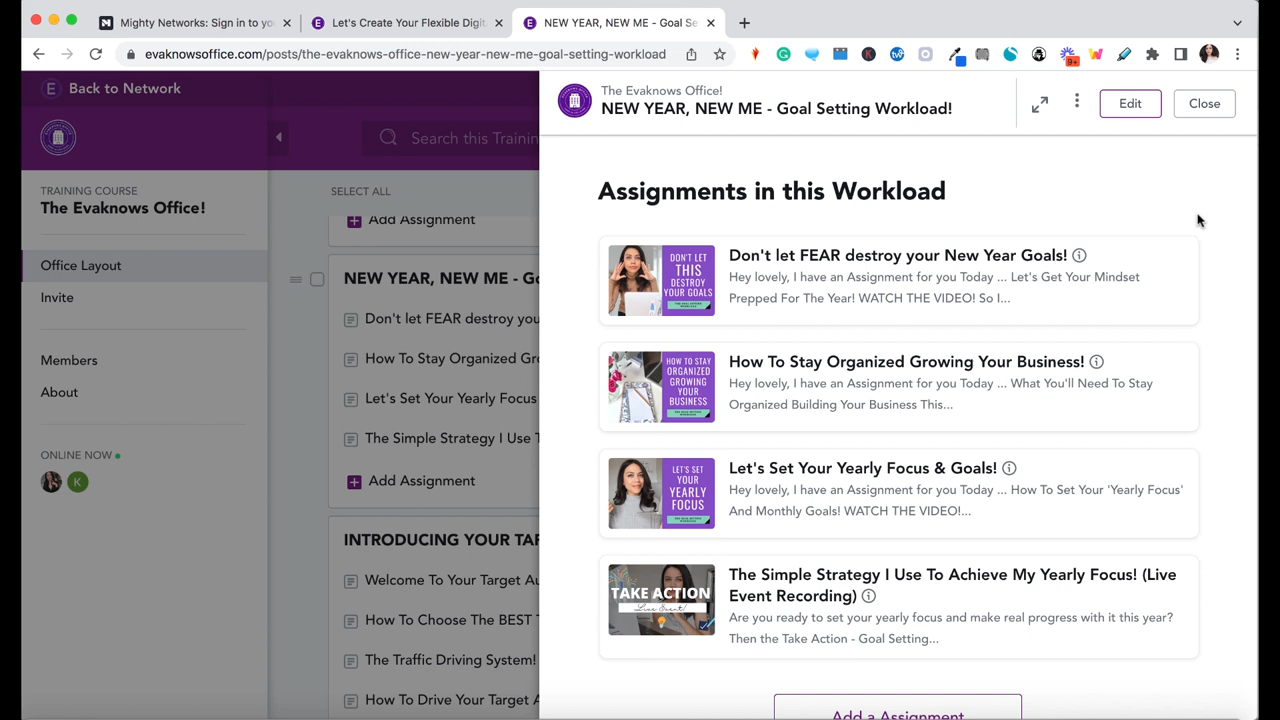 Mighty Networks: Sign in to yo
Let's Create Your Flexible Digit
NEW YEAR, NEW ME - Goal Se
evaknowsoffice.com/posts/the-evaknows-office-new-year-new-me-goal-setting-workload
9+
E Back to Network
Search this Trainin
TRAINING COURSE
The Evaknows Office!
Office Layout
Invite
Members
About
ONLINE NOW
K
SELECT ALL
Add Assignment
NEW YEAR, NEW ME - Go
Don't let FEAR destroy you
How To Stay Organized Gr
Let's Set Your Yearly Focus
The Simple Strategy I Use T
Add Assignment
INTRODUCING YOUR TAR
Welcome To Your Target Au
How To Choose The BEST T
The Traffic Driving System!
How To Drive Your Target A
The Evaknows Office!
NEW YEAR, NEW ME - Goal Setting Workload!
Edit
Close
Assignments in this Workload
DON'T LET
THIS
DESTROY
YOUR GOALS
Don't let FEAR destroy your New Year Goals!
Hey lovely, I have an Assignment for you Today ... Let's Get Your Mindset
Prepped For The Year! WATCH THE VIDEO! So I...
HOW TO STAY
ORGANIZED
GROWING
YOUR
BUSINESS
How To Stay Organized Growing Your Business!
Hey lovely, I have an Assignment for you Today ... What You'll Need To Stay
Organized Building Your Business This...
LET'S SET
YOUR
YEARLY
FOCUS
Let's Set Your Yearly Focus & Goals!
Hey lovely, I have an Assignment for you Today ... How To Set Your 'Yearly Focus'
And Monthly Goals! WATCH THE VIDEO!...
TAKE ACTION
Live Event!
The Simple Strategy I Use To Achieve My Yearly Focus! (Live
Event Recording)
Are you ready to set your yearly focus and make real progress with it this year?
Then the Take Action - Goal Setting...
Add a Assignment